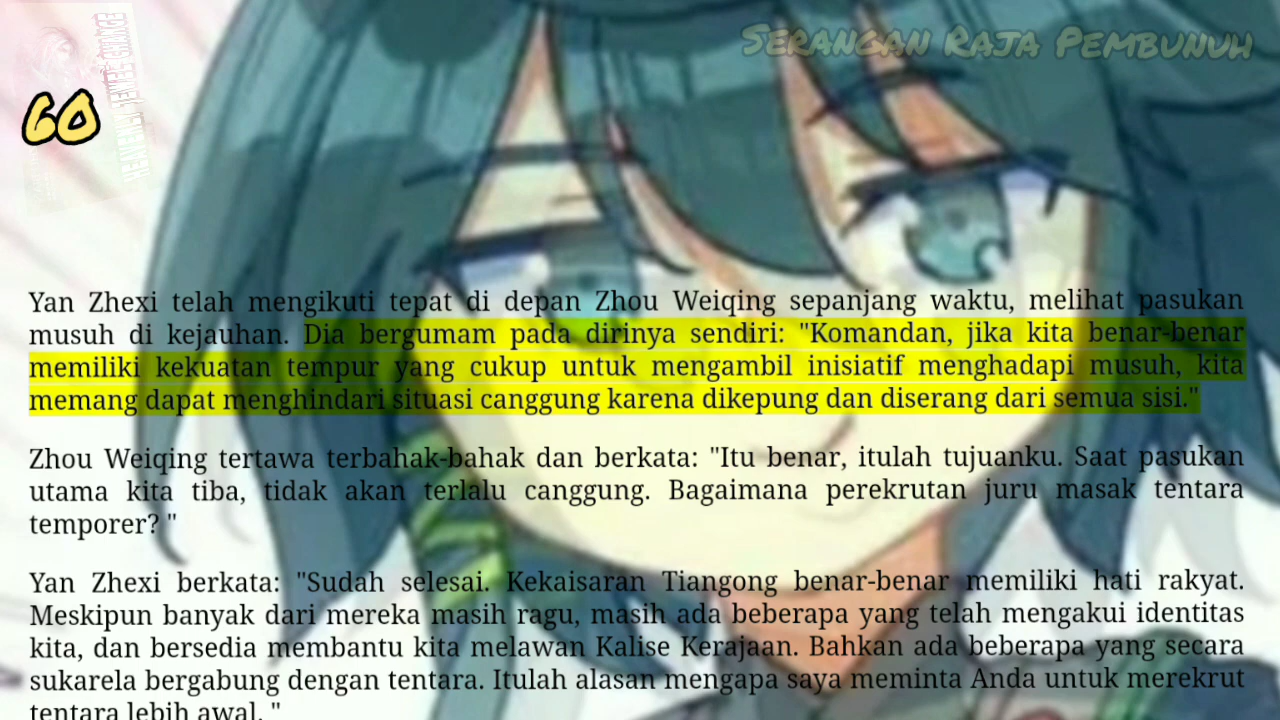 Serangan Raja Pembunuh
60
Yan Zhexi telah mengikuti tepat di depan Zhou Weiqing sepanjang waktu, melihat pasukan
musuh di kejauhan. Dia bergumam pada dirinya sendiri: "Komandan, jika kita benar-benar
memiliki kekuatan tempur yang cukup untuk mengambil inisiatif menghadapi musuh, kita
memang dapat menghindari situasi canggung karena dikepung dan diserang dari semua sisi."
Zhou Weiqing tertawa terbahak-bahak dan berkata: "Itu benar, itulah tujuanku. Saat pasukan
utama kita tiba, tidak akan terlalu canggung. Bagaimana perekrutan juru masak tentara
temporer? "
Yan Zhexi berkata: "Sudah selesai. Kekaisaran Tiangong benar-benar memiliki hati rakyat.
Meskipun banyak dari mereka masih ragu, masih ada beberapa yang telah mengakui identitas
kita, dan bersedia membantu kita melawan Kalise Kerajaan. Bahkan ada beberapa yang secara
sukarela bergabung dengan tentara. Itulah alasan mengapa saya meminta Anda untuk merekrut
tentara lebih awal. "